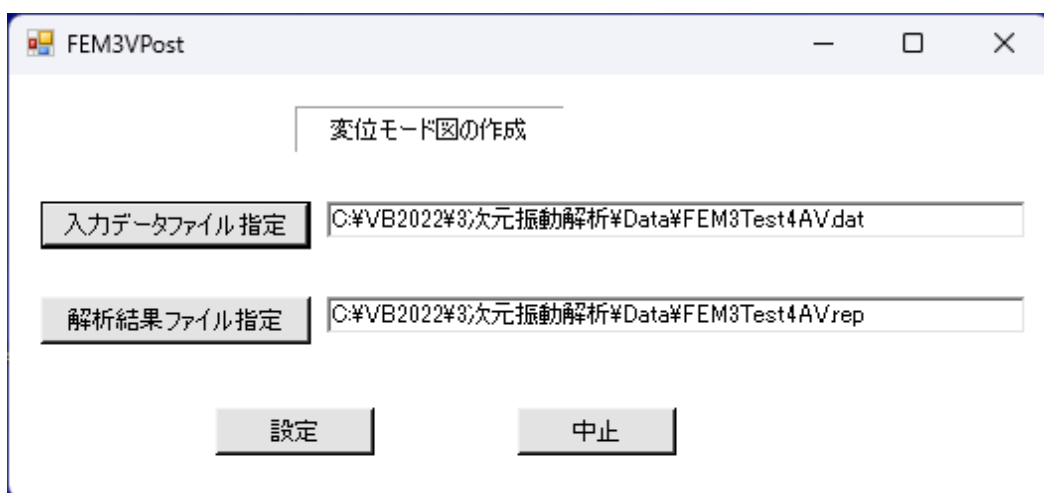 FEM3VPost
変位モード図の作成
入力データファイル指定 C:¥VB2022¥3次元振動解析¥Data¥FEM3Test4AV.dat
解析結果ファイル指定 C:¥VB2022¥3次元振動解析¥Data¥FEM3Test4AV.rep
設定 中止